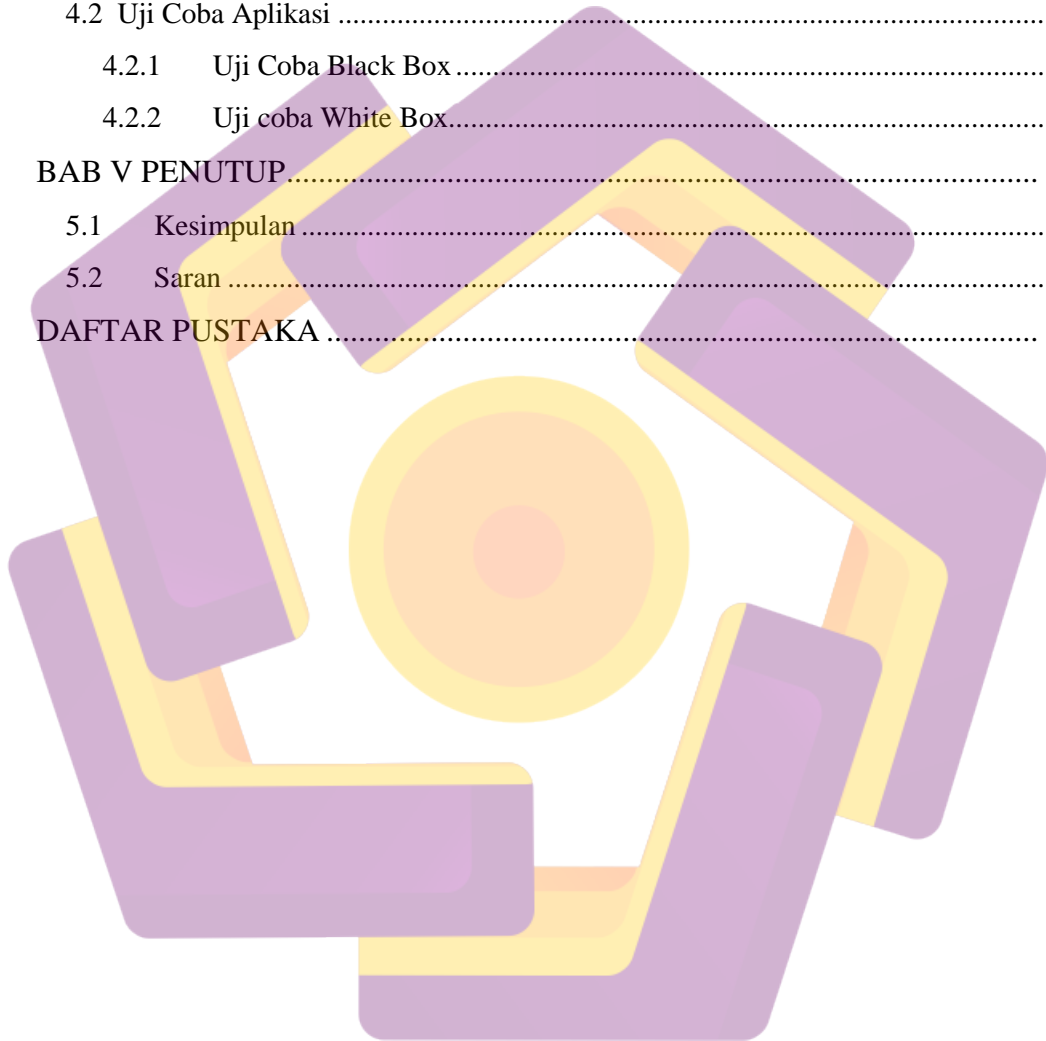 4.2 Uji Coba Aplikasi ....................................................................................................
4.2.1 Uji Coba Black Box ....................................................................................
4.2.2 Uji coba White Box.....................................................................................
BAB V PENUTUP..........................................................................................
5.1 Kesimpulan .........................................................................................................
5.2 Saran ....................................................................................................................
DAFTAR PUSTAKA .....................................................................................